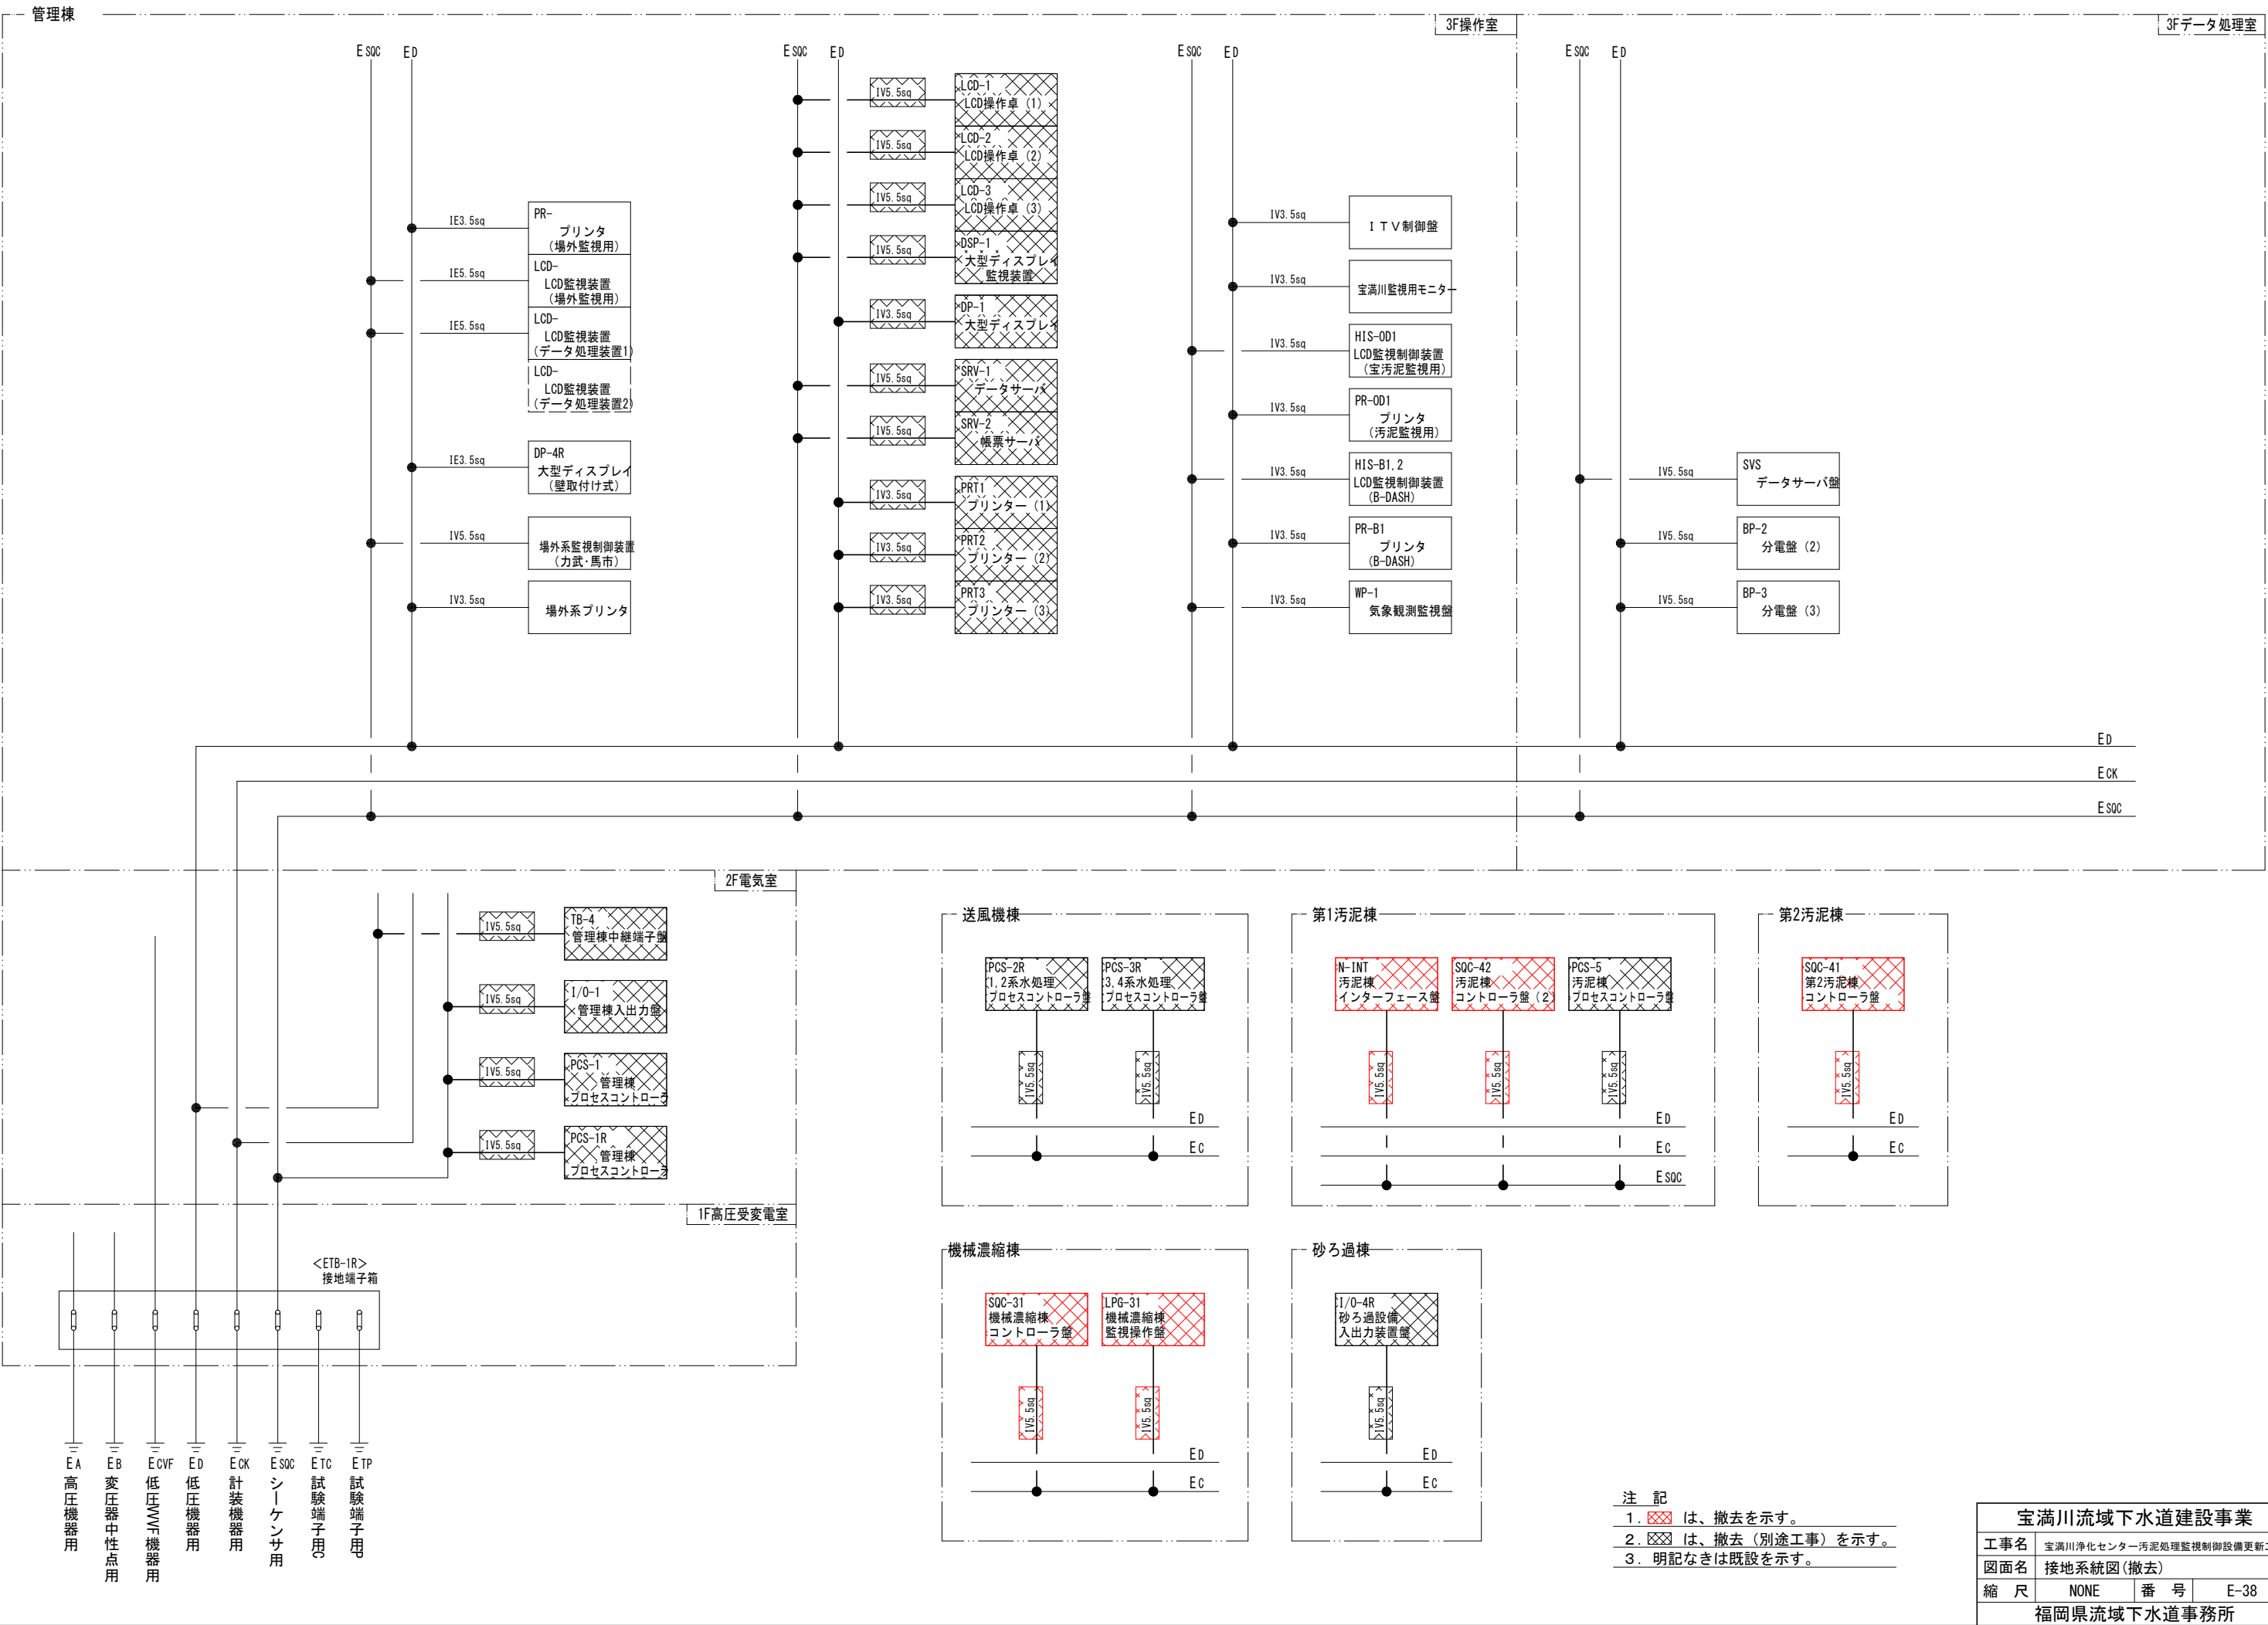 管理棟
3F操作室
3Fデータ処理室
ESQC ED
ESQC ED
ESQC ED
ESQC ED
IE3.5sq
PR-
プリンタ
(場外監視用)
IE5.5sq
LCD-
LCD監視装置
(場外監視用)
IE5.5sq
LCD-
LCD監視装置
(データ処理装置1)
LCD-
LCD監視装置
(データ処理装置2)
IE3.5sq
DP-4R
大型ディスプレイ
(壁取付け式)
IV5.5sq
場外系監視制御装置
(力武・馬市)
IV3.5sq
場外系プリンタ
IV5.5sq
LCD-1
LCD操作卓 (1)
IV5.5sq
LCD-2
LCD操作卓 (2)
IV5.5sq
LCD-3
LCD操作卓 (3)
IV5.5sq
DSP-1
大型ディスプレイ
監視装置
IV3.5sq
DP-1
大型ディスプレイ
IV5.5sq
SRV-1
データサーバ
IV5.5sq
SRV-2
帳票サーバ
IV3.5sq
PRT1
プリンター (1)
IV3.5sq
PRT2
プリンター (2)
IV3.5sq
PRT3
プリンター (3)
IV3.5sq
ITV制御盤
IV3.5sq
宝満川監視用モニター
IV3.5sq
HIS-OD1
LCD監視制御装置
(宝汚泥監視用)
IV3.5sq
PR-OD1
プリンタ
(汚泥監視用)
IV3.5sq
HIS-B1,2
LCD監視制御装置
(B-DASH)
IV3.5sq
PR-B1
プリンタ
(B-DASH)
IV3.5sq
WP-1
気象観測監視盤
IV5.5sq
SVS
データサーバ盤
IV5.5sq
BP-2
分電盤 (2)
IV5.5sq
BP-3
分電盤 (3)
ED
ECK
ESQC
2F電気室
IV5.5sq
TB-4
管理棟中継端子盤
IV5.5sq
I/O-1
管理棟入出力盤
IV5.5sq
PCS-1
管理棟
プロセスコントローラ
IV5.5sq
PCS-1R
管理棟
プロセスコントローラ
1F高圧受変電室
<ETB-1R>
接地端子箱
EA
高圧機器用
EB
変圧器中性点用
ECVF
低圧VVVF機器用
ED
低圧機器用
ECK
計装機器用
ESQC
シーケンサ用
ETC
試験端子用C
ETP
試験端子用P
送風機棟
PCS-2R
1,2系水処理
プロセスコントローラ盤
IV5.5sq
PCS-3R
3,4系水処理
プロセスコントローラ盤
IV5.5sq
ED
EC
第1汚泥棟
N-INT
汚泥棟
インターフェース盤
IV5.5sq
SQC-42
汚泥棟
コントローラ盤(2)
IV5.5sq
PCS-5
汚泥棟
プロセスコントローラ盤
IV5.5sq
ED
EC
ESQC
第2汚泥棟
SQC-41
第2汚泥棟
コントローラ盤
IV5.5sq
ED
EC
機械濃縮棟
SQC-31
機械濃縮棟
コントローラ盤
IV5.5sq
LPG-31
機械濃縮棟
監視操作盤
IV5.5sq
ED
EC
砂ろ過棟
I/O-4R
砂ろ過設備
入出力装置盤
IV5.5sq
ED
EC
注 記
1. は、撤去を示す。
2. は、撤去(別途工事)を示す。
3. 明記なきは既設を示す。
宝満川流域下水道建設事業
工事名 宝満川浄化センター汚泥処理監視制御設備更新
図面名 接地系統図(撤去)
縮 尺 NONE 番 号 E-38
福岡県流域下水道事務所